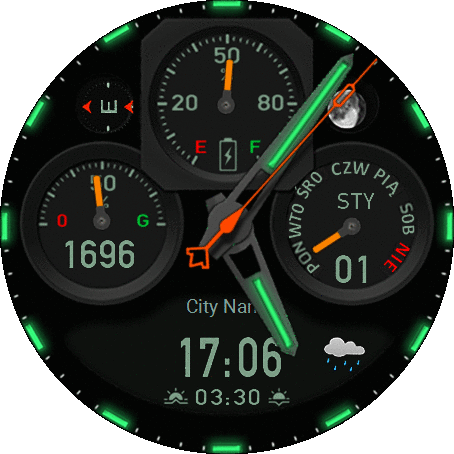 50
%
20 80
E F
E
50
0 G
1696
PON WTO ŚRO CZW PIĄ SOB NIE
STY
01
City Nam
17:06
03:30